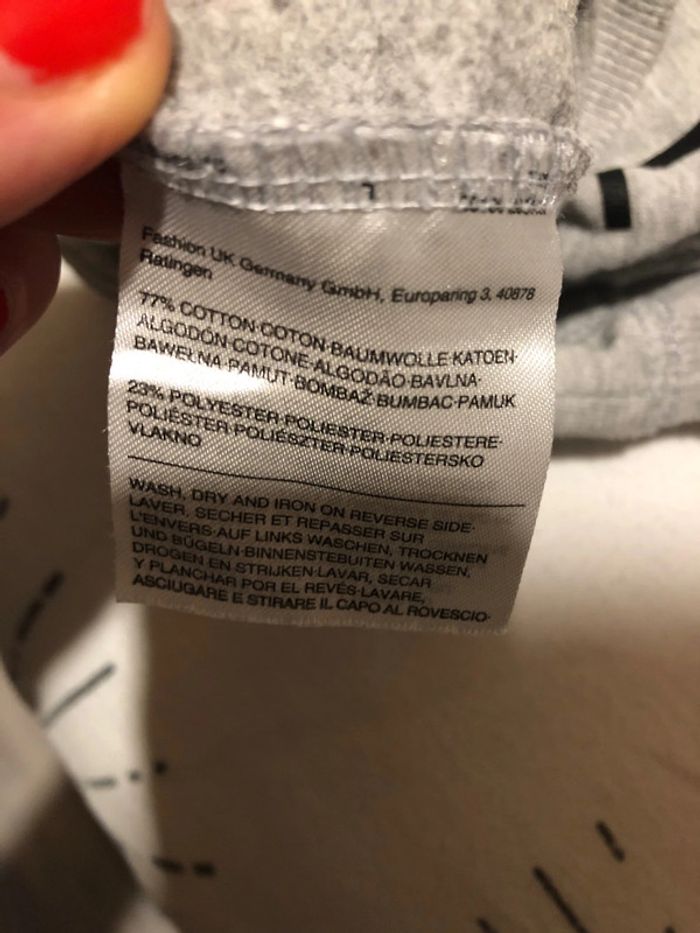 Fashion UK Germany GmbH, Europaring 3, 40878
Ratingen
77% COTTON·COTON·BAUMWOLLE·KATOEN·
ALGODÓN·COTONE·ALGODÃO·BAVLNA·
BAWEŁNA·PAMUT·BOMBAŽ·BUMBAC·PAMUK
23% POLYESTER·POLIESTER·POLIESTERE·
POLIÉSTER·POLIÉSZTER·POLIESTERSKO
VLAKNO
WASH, DRY AND IRON ON REVERSE SIDE·
LAVER, SECHER ET REPASSER SUR
L'ENVERS·AUF LINKS WASCHEN, TROCKNEN
UND BÜGELN·BINNENSTEBUITEN WASSEN,
DROGEN EN STRIJKEN·LAVAR, SECAR
Y PLANCHAR POR EL REVÉS·LAVARE,
ASCIUGARE E STIRARE IL CAPO AL ROVESCIO·